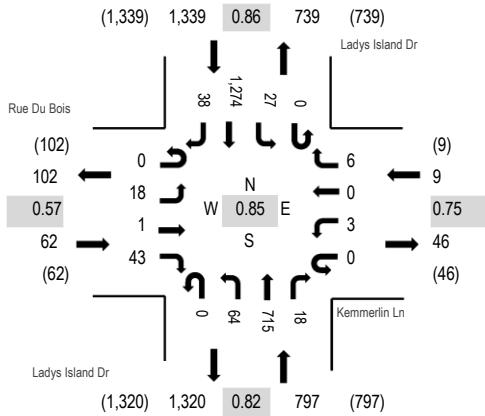 (1,339) 1,339 0.86 739 (739)
Ladys Island Dr
38 1,274 27 0
Rue Du Bois
(102) 0 6 (9)
102 18 N 0 9
0.57 W 0.85 E 0.75
62 1 S 3 46
(62) 43 0 (46)
0 64 715 18
Kemmerlin Ln
Ladys Island Dr
(1,320) 1,320 0.82 797 (797)